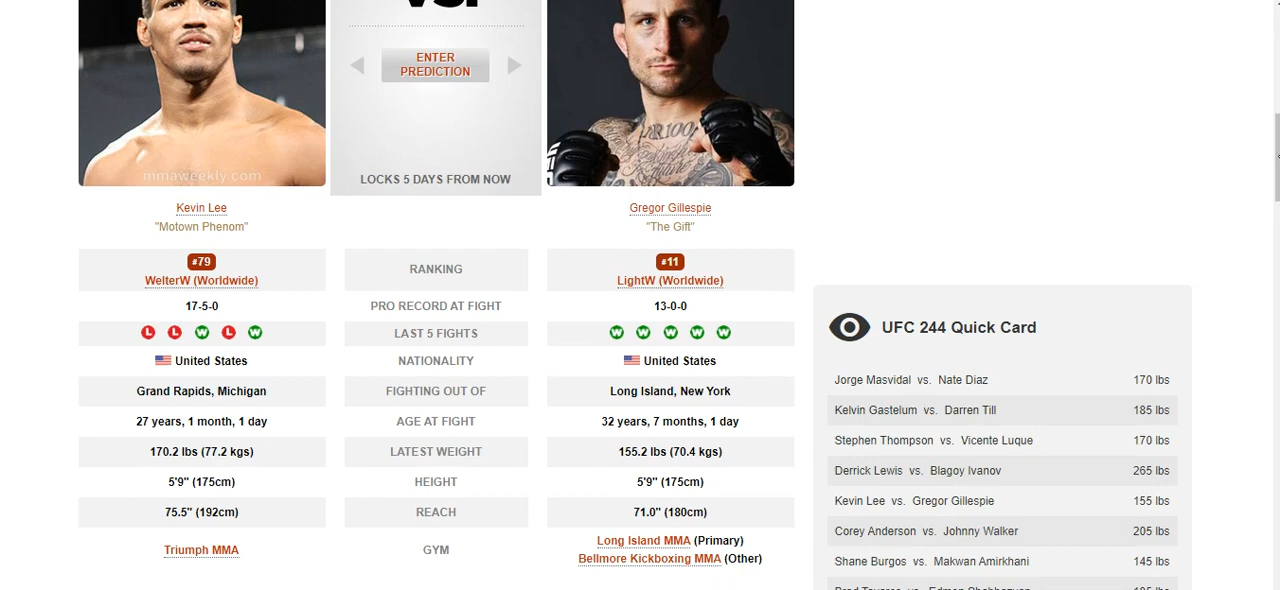 vs.
ENTER
PREDICTION
LOCKS 5 DAYS FROM NOW
mmaweekly.com
Kevin Lee
"Motown Phenom"
Gregor Gillespie
"The Gift"
#79
WelterW (Worldwide)
RANKING
#11
LightW (Worldwide)
17-5-0 PRO RECORD AT FIGHT 13-0-0
L L W L W LAST 5 FIGHTS W W W W W
United States NATIONALITY United States
Grand Rapids, Michigan FIGHTING OUT OF Long Island, New York
27 years, 1 month, 1 day AGE AT FIGHT 32 years, 7 months, 1 day
170.2 lbs (77.2 kgs) LATEST WEIGHT 155.2 lbs (70.4 kgs)
5'9" (175cm) HEIGHT 5'9" (175cm)
75.5" (192cm) REACH 71.0" (180cm)
Triumph MMA GYM
Long Island MMA (Primary)
Bellmore Kickboxing MMA (Other)
UFC 244 Quick Card
Jorge Masvidal vs. Nate Diaz 170 lbs
Kelvin Gastelum vs. Darren Till 185 lbs
Stephen Thompson vs. Vicente Luque 170 lbs
Derrick Lewis vs. Blagoy Ivanov 265 lbs
Kevin Lee vs. Gregor Gillespie 155 lbs
Corey Anderson vs. Johnny Walker 205 lbs
Shane Burgos vs. Makwan Amirkhani 145 lbs